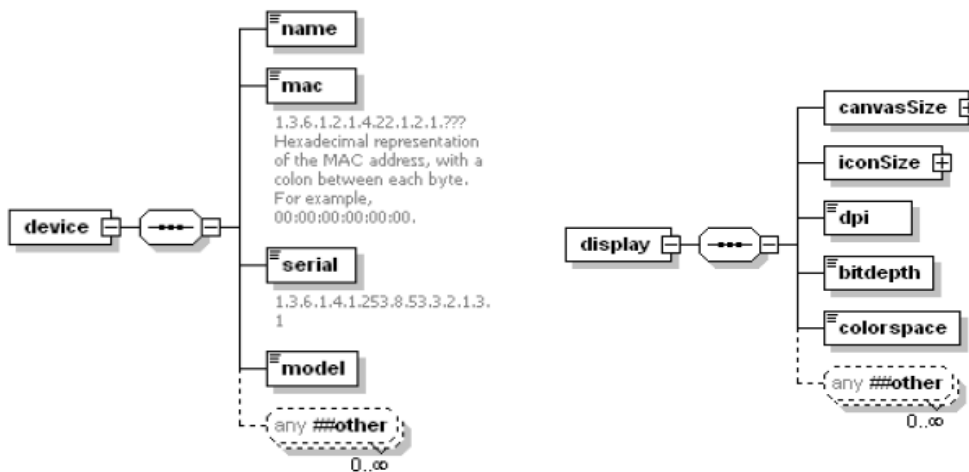 name
mac
1.3.6.1.2.1.4.22.1.2.1.???
Hexadecimal representation
of the MAC address, with a
colon between each byte.
For example,
00:00:00:00:00:00.
device
serial
1.3.6.1.4.1.253.8.53.3.2.1.3.
1
model
any ##other
0..∞
canvasSize
iconSize
dpi
display
bitdepth
colorspace
any ##other
0..∞